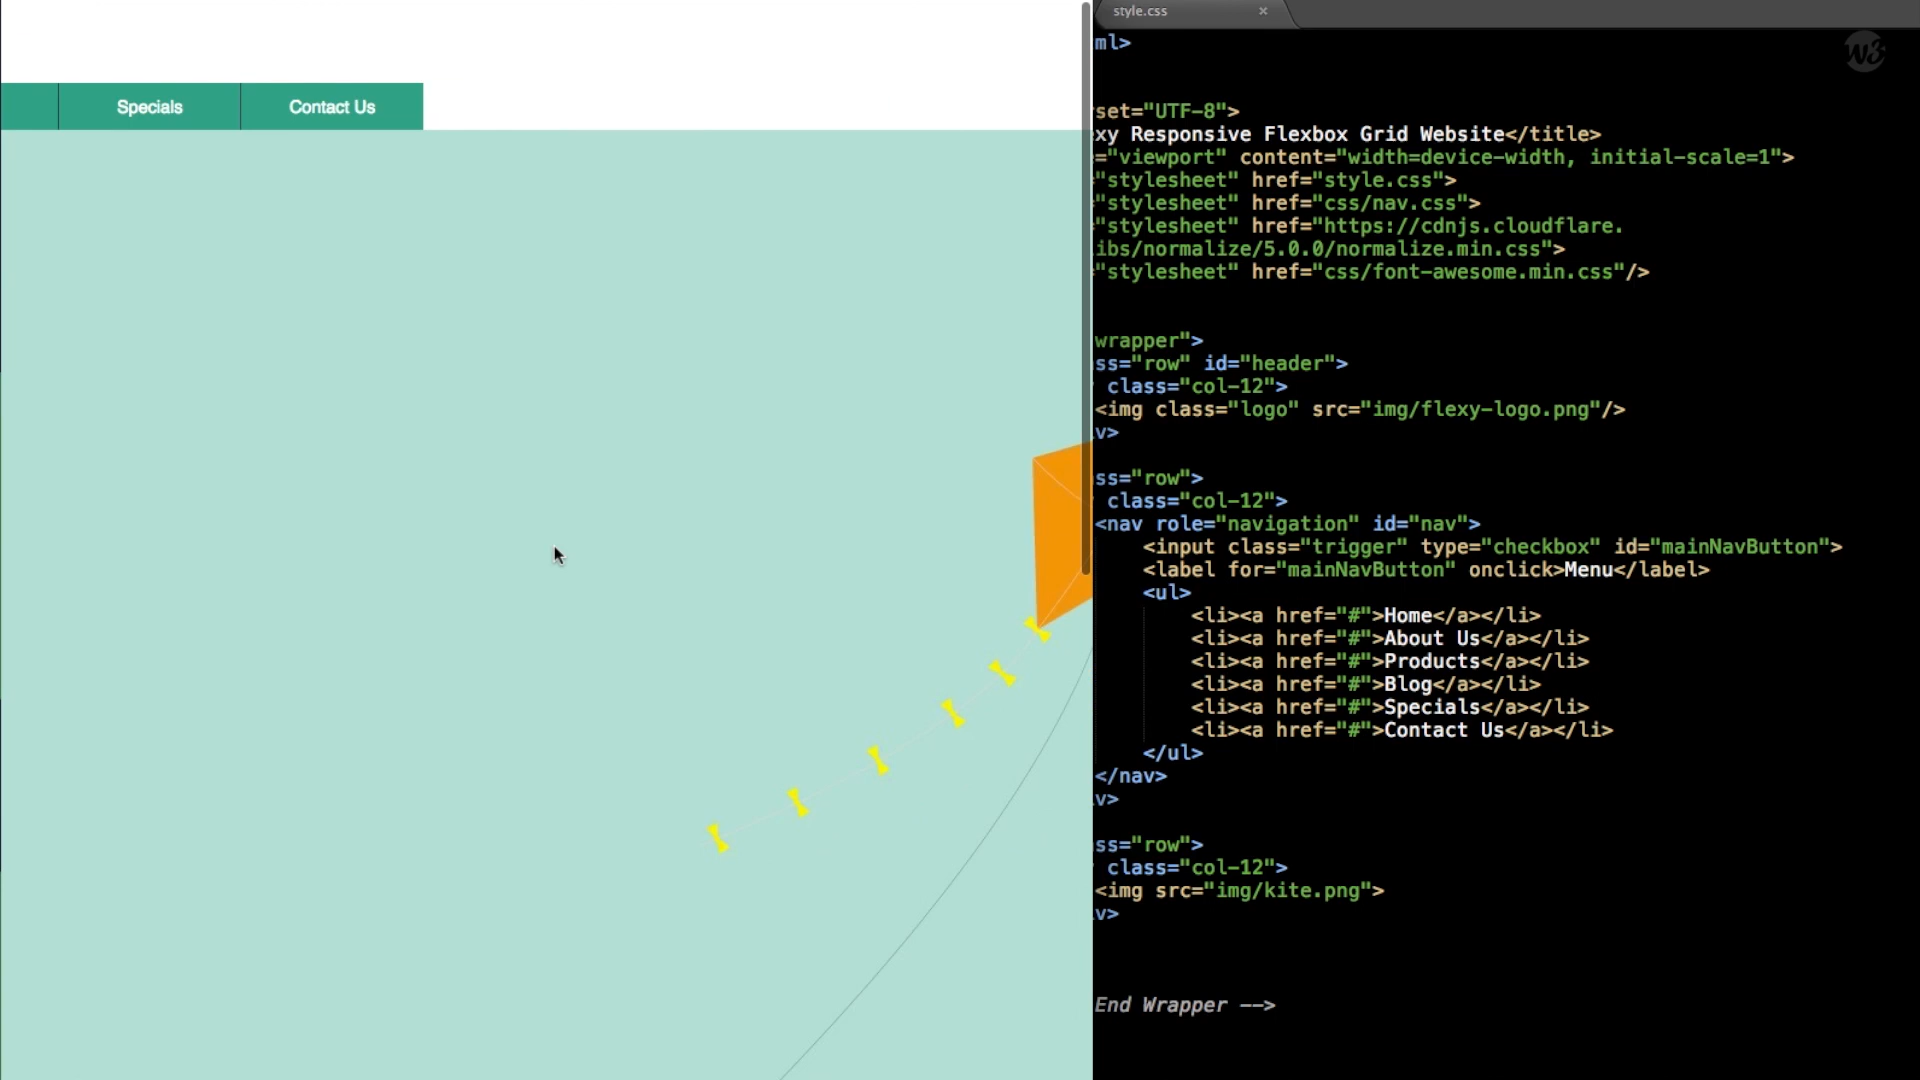 Specials
Contact Us
style.css ×
W3
ml>
set="UTF-8">
xy Responsive Flexbox Grid Website</title>
="viewport" content="width=device-width, initial-scale=1">
="stylesheet" href="style.css">
="stylesheet" href="css/nav.css">
="stylesheet" href="https://cdnjs.cloudflare.
ibs/normalize/5.0.0/normalize.min.css">
="stylesheet" href="css/font-awesome.min.css"/>
wrapper">
ss="row" id="header">
class="col-12">
<img class="logo" src="img/flexy-logo.png"/>
v>
ss="row">
class="col-12">
<nav role="navigation" id="nav">
<input class="trigger" type="checkbox" id="mainNavButton">
<label for="mainNavButton" onclick>Menu</label>
<ul>
<li><a href="#">Home</a></li>
<li><a href="#">About Us</a></li>
<li><a href="#">Products</a></li>
<li><a href="#">Blog</a></li>
<li><a href="#">Specials</a></li>
<li><a href="#">Contact Us</a></li>
</ul>
</nav>
v>
ss="row">
class="col-12">
<img src="img/kite.png">
v>
End Wrapper -->